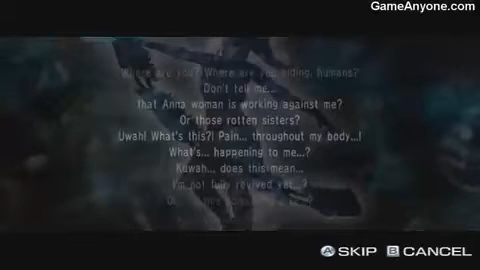 GameAnyone.com
Where are you? Where are you hiding, humans?
Don't tell me...
that Anna woman is working against me?
Or those rotten sisters?
Uwah! What's this?! Pain... throughout my body...!
What's... happening to me...?
Kuwah... does this mean...
I'm not fully revived yet...?
A SKIP B CANCEL